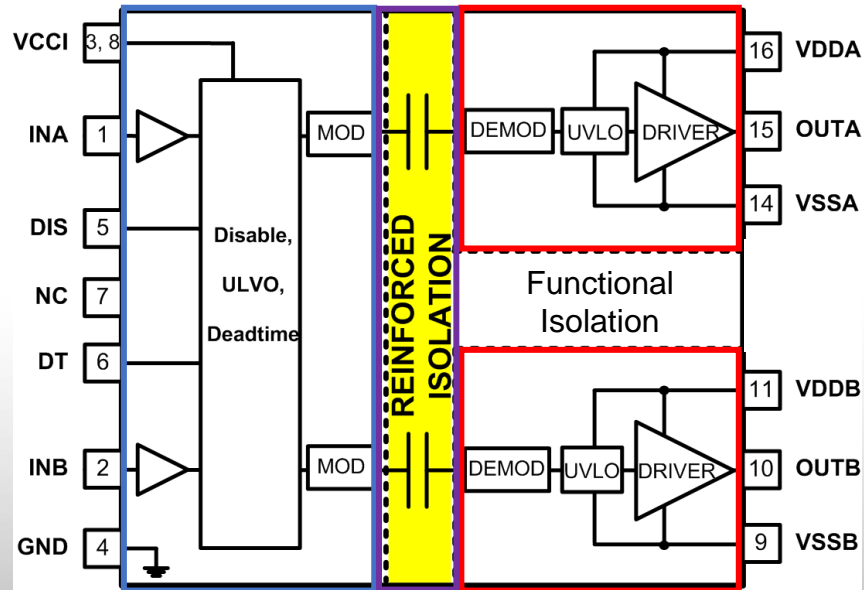 VCCI 3, 8
INA 1
DIS 5
NC 7
DT 6
INB 2
GND 4
Disable,
ULVO,
Deadtime
MOD
MOD
REINFORCED
ISOLATION
DEMOD UVLO DRIVER
16 VDDA
15 OUTA
14 VSSA
Functional
Isolation
DEMOD UVLO DRIVER
11 VDDB
10 OUTB
9 VSSB